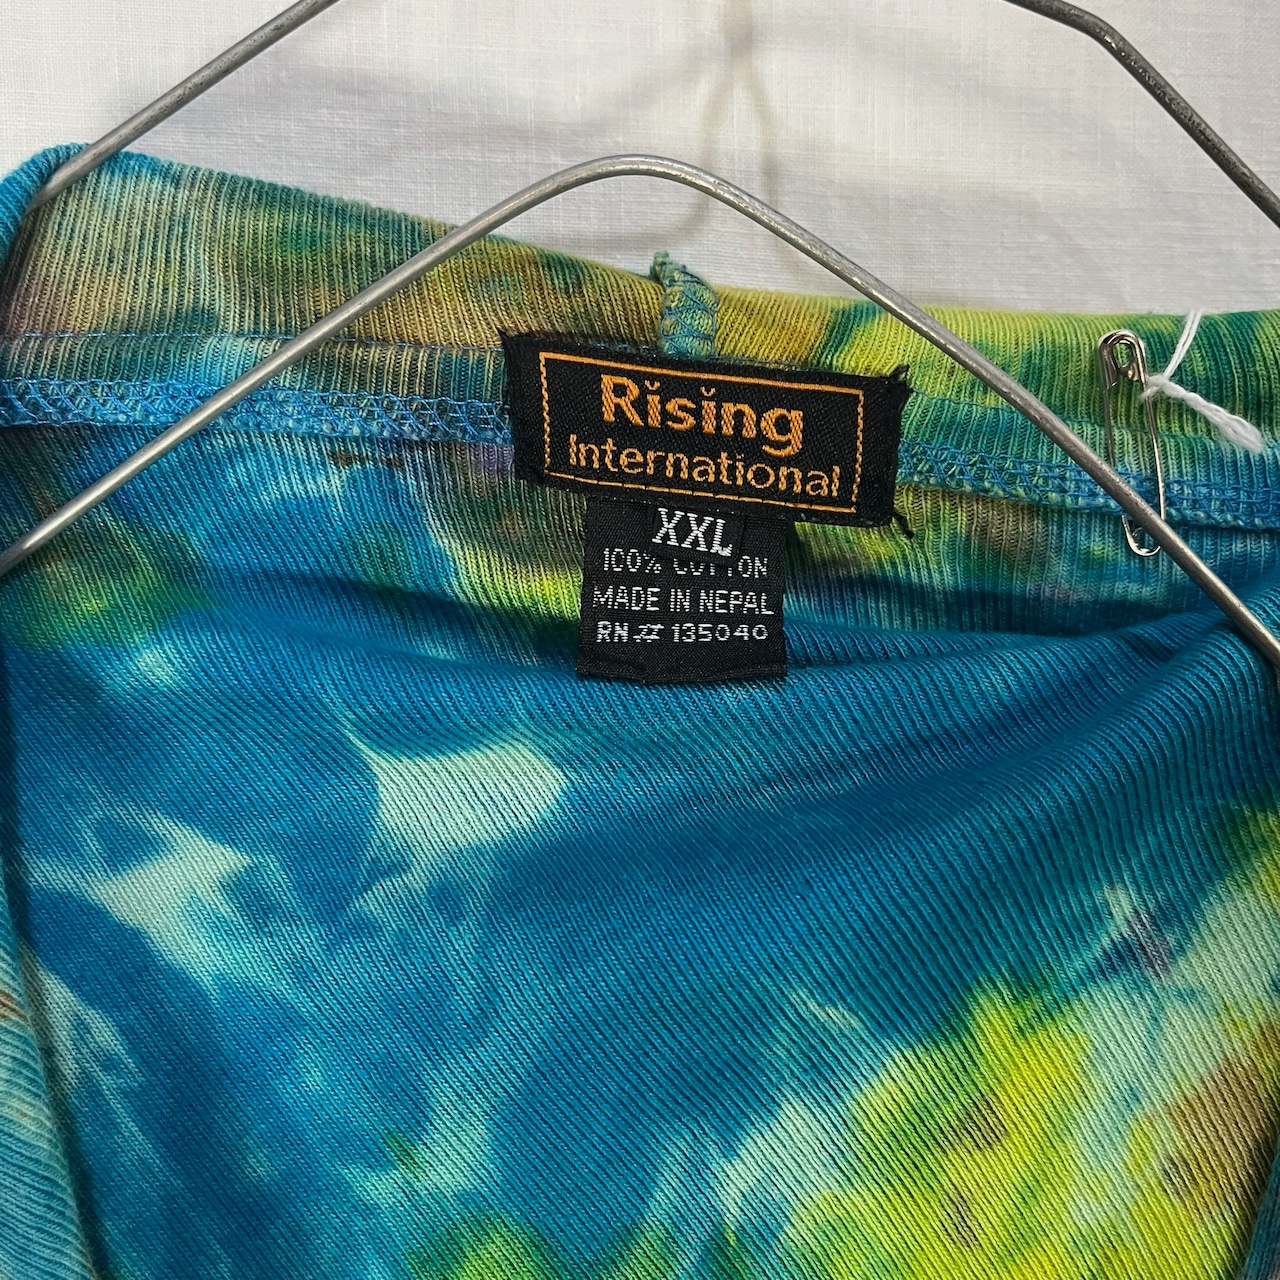 Rising
International
XXL
100% COTTON
MADE IN NEPAL
RN # 135040